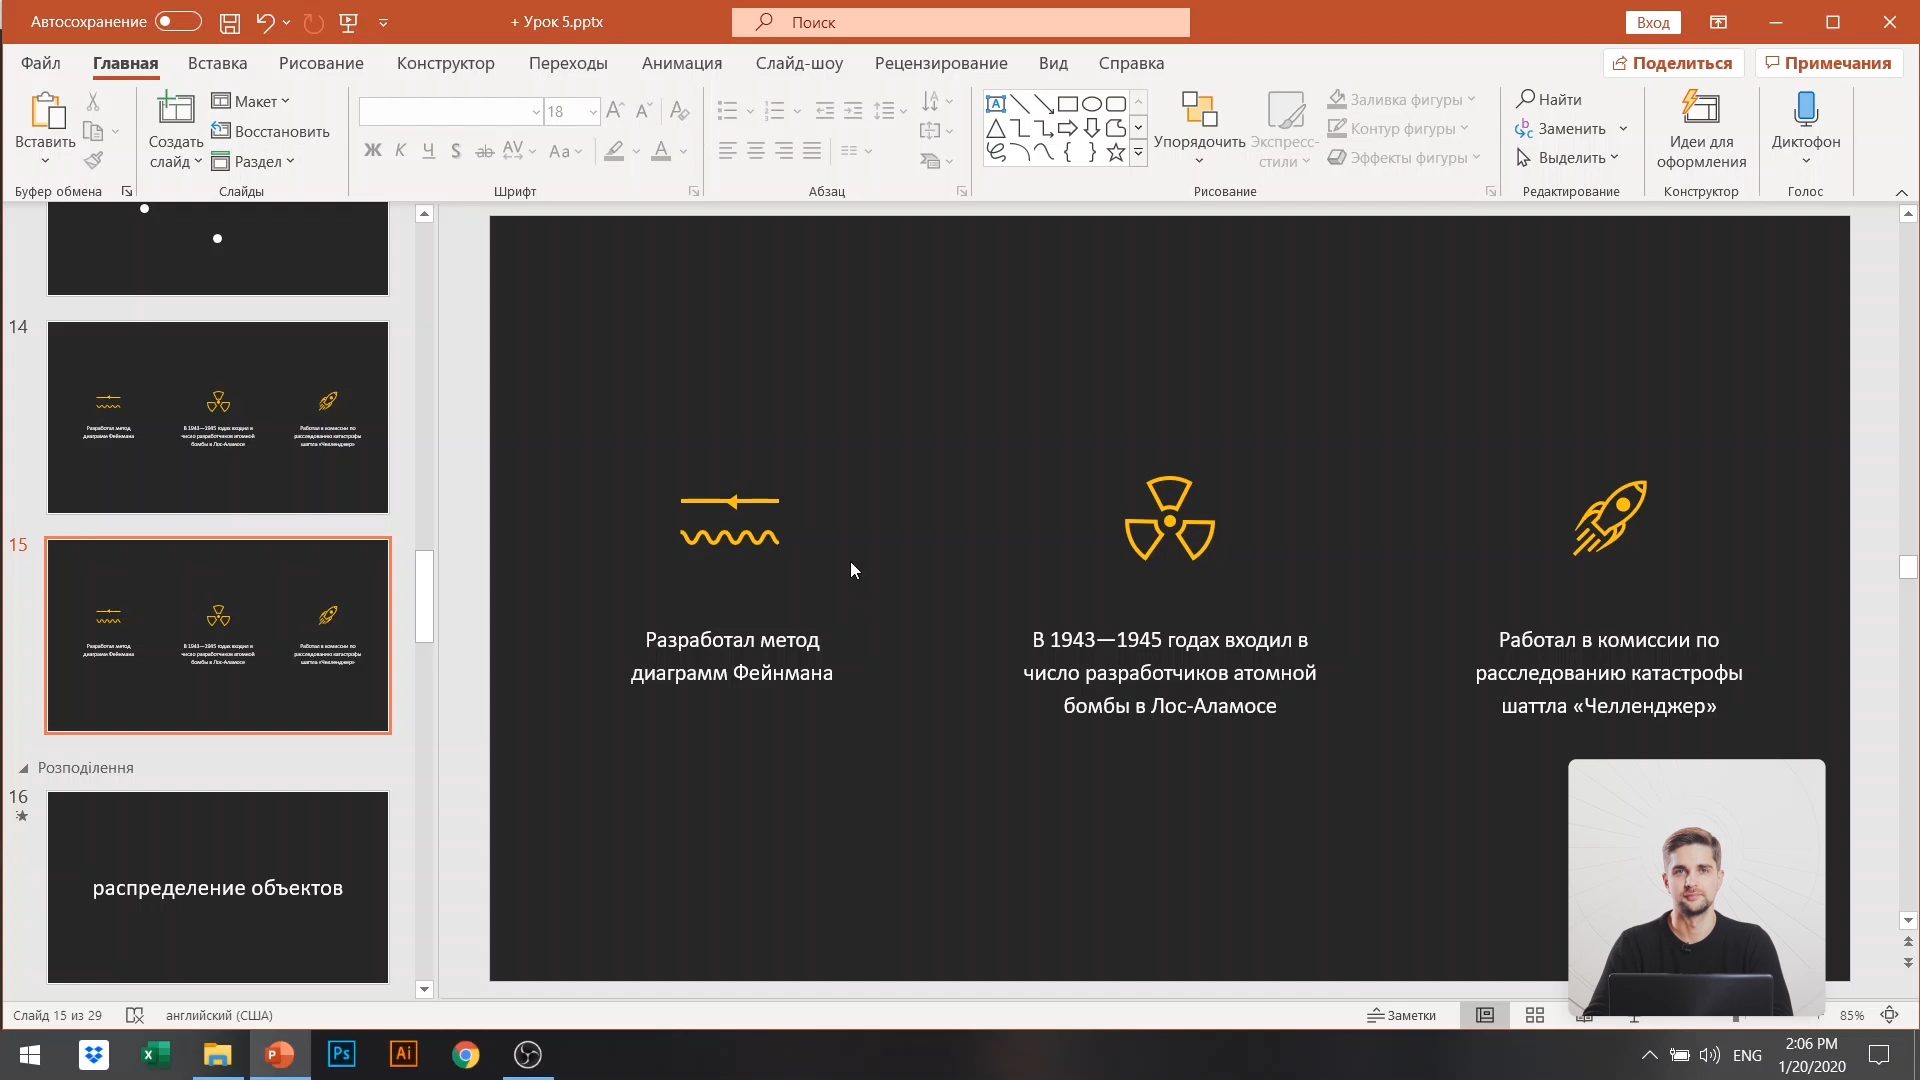 Автосохранение
+ Урок 5.pptx
Поиск
Вход
Файл
Главная
Вставка
Рисование
Конструктор
Переходы
Анимация
Слайд-шоу
Рецензирование
Вид
Справка
Поделиться
Примечания
Вставить
Буфер обмена
Создать
слайд
Макет
Восстановить
Раздел
Слайды
18
Ж К Ч S ab AV Aa A
Шрифт
Абзац
Упорядочить
Экспресс-
стили
Заливка фигуры
Контур фигуры
Эффекты фигуры
Рисование
Найти
Заменить
Выделить
Редактирование
Идеи для
оформления
Конструктор
Диктофон
Голос
14
Разработал метод
диаграмм Фейнмана
В 1943—1945 годах входил в
число разработчиков атомной
бомбы в Лос-Аламосе
Работал в комиссии по
расследованию катастрофы
шаттла «Челленджер»
15
Разработал метод
диаграмм Фейнмана
В 1943—1945 годах входил в
число разработчиков атомной
бомбы в Лос-Аламосе
Работал в комиссии по
расследованию катастрофы
шаттла «Челленджер»
Розподілення
16
распределение объектов
Разработал метод
диаграмм Фейнмана
В 1943—1945 годах входил в
число разработчиков атомной
бомбы в Лос-Аламосе
Работал в комиссии по
расследованию катастрофы
шаттла «Челленджер»
Слайд 15 из 29
английский (США)
Заметки
85%
Ps
Ai
ENG
2:06 PM
1/20/2020